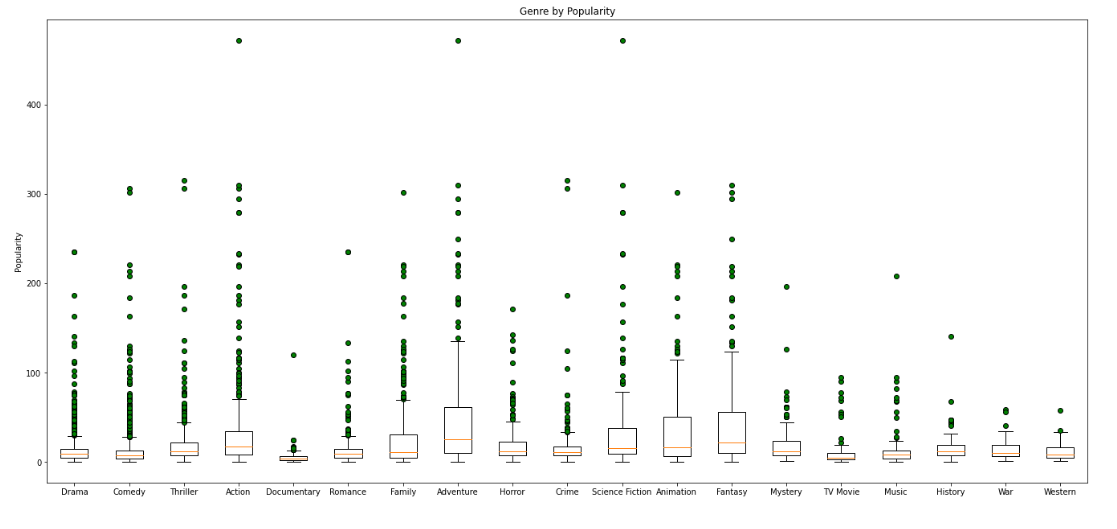 Genre by Popularity
Popularity
400
300
200
100
0
Drama Comedy Thriller Action Documentary Romance Family Adventure Horror Crime Science Fiction Animation Fantasy Mystery TV Movie Music History War Western